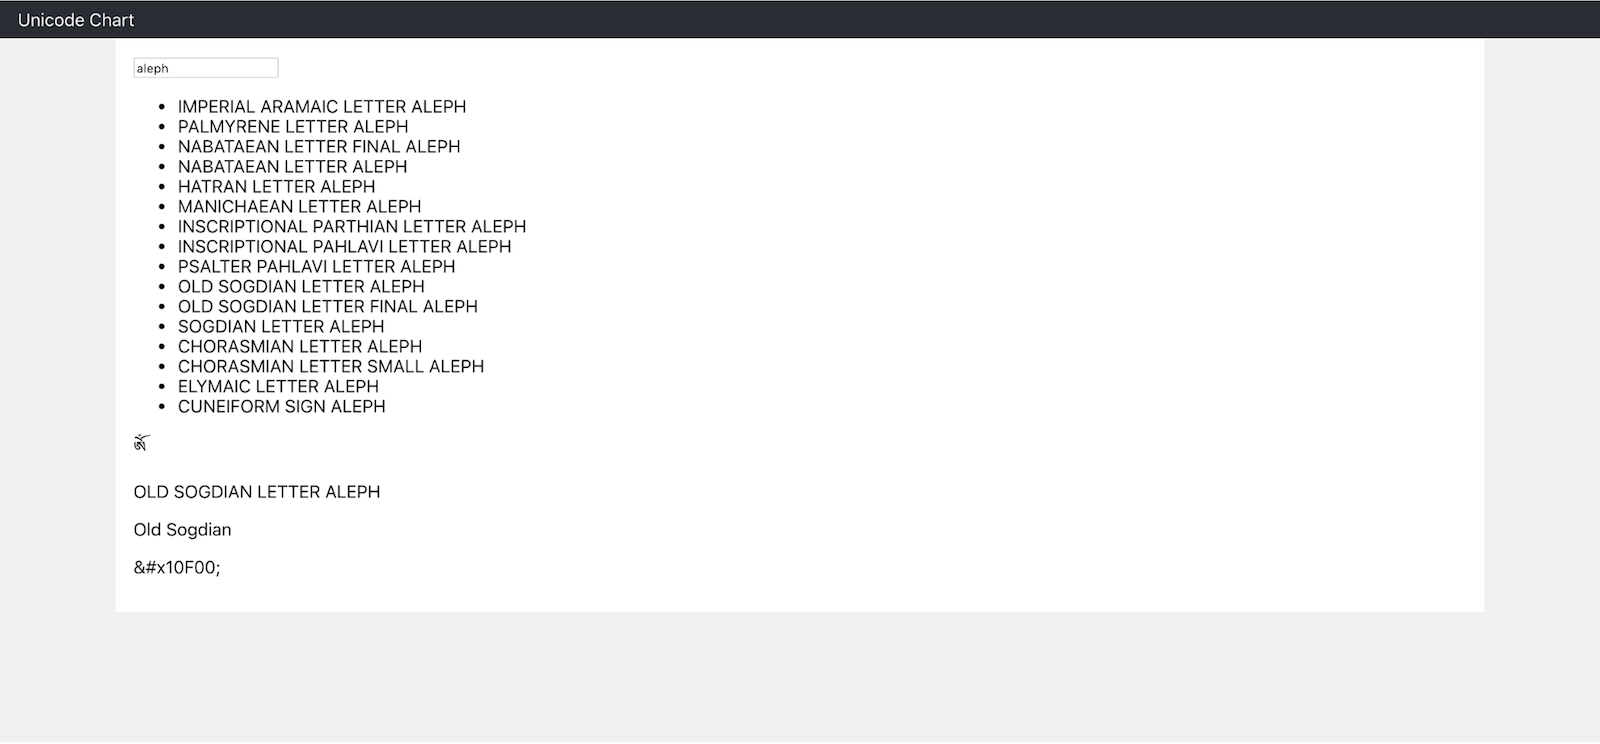 Unicode Chart
aleph
IMPERIAL ARAMAIC LETTER ALEPH
PALMYRENE LETTER ALEPH
NABATAEAN LETTER FINAL ALEPH
NABATAEAN LETTER ALEPH
HATRAN LETTER ALEPH
MANICHAEAN LETTER ALEPH
INSCRIPTIONAL PARTHIAN LETTER ALEPH
INSCRIPTIONAL PAHLAVI LETTER ALEPH
PSALTER PAHLAVI LETTER ALEPH
OLD SOGDIAN LETTER ALEPH
OLD SOGDIAN LETTER FINAL ALEPH
SOGDIAN LETTER ALEPH
CHORASMIAN LETTER ALEPH
CHORASMIAN LETTER SMALL ALEPH
ELYMAIC LETTER ALEPH
CUNEIFORM SIGN ALEPH
OLD SOGDIAN LETTER ALEPH
Old Sogdian
&#x10F00;